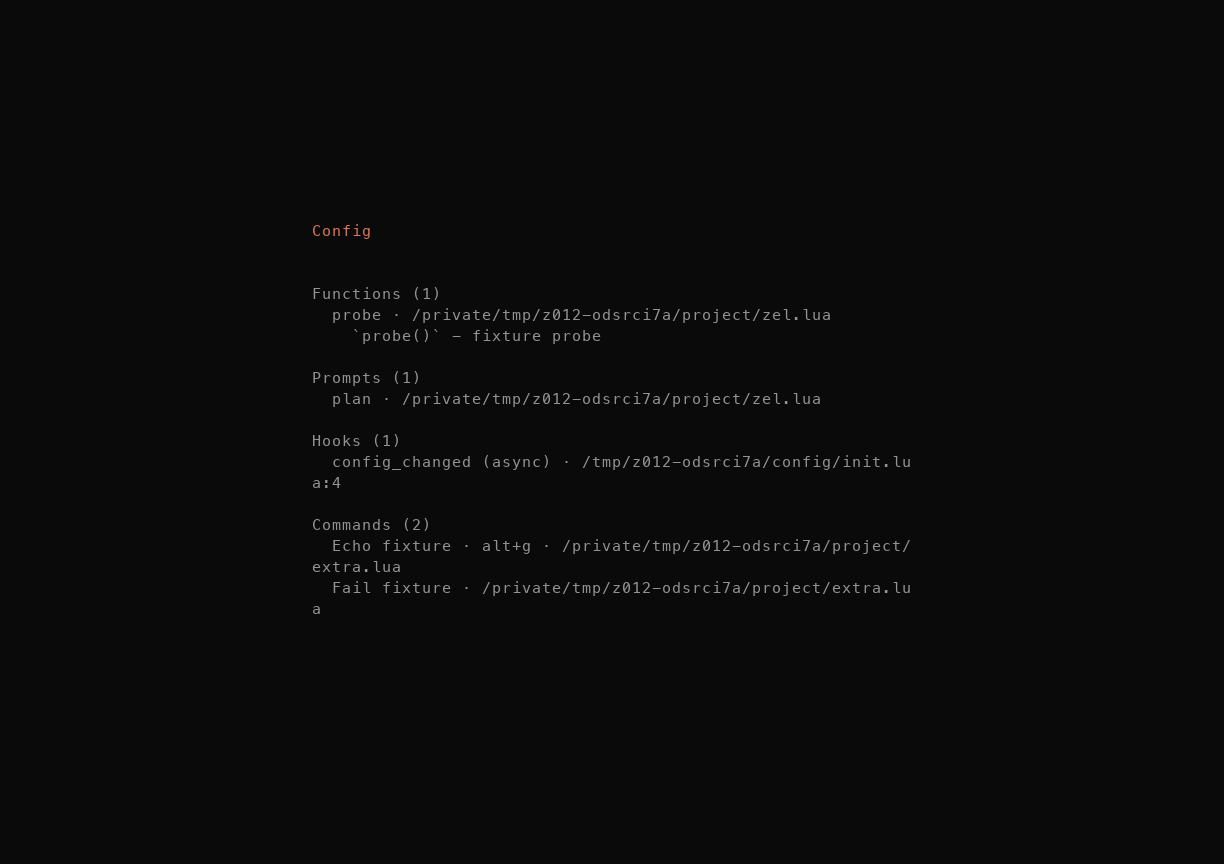 Config
Functions (1)
probe · /private/tmp/z012-odsrci7a/project/zel.lua
`probe()` — fixture probe
Prompts (1)
plan · /private/tmp/z012-odsrci7a/project/zel.lua
Hooks (1)
config_changed (async) · /tmp/z012-odsrci7a/config/init.lu
a:4
Commands (2)
Echo fixture · alt+g · /private/tmp/z012-odsrci7a/project/
extra.lua
Fail fixture · /private/tmp/z012-odsrci7a/project/extra.lu
a